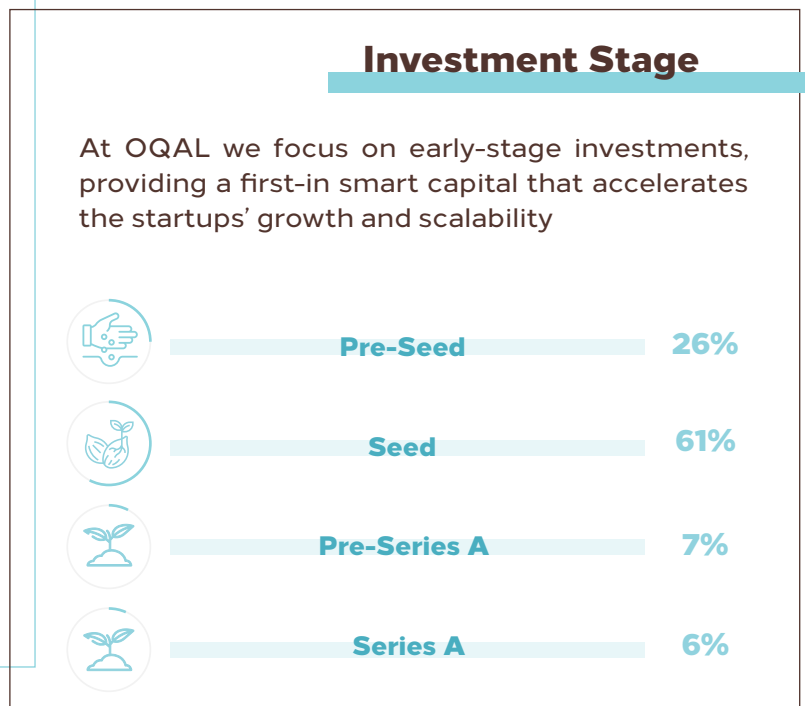 Investment Stage
At OQAL we focus on early-stage investments,
providing a first-in smart capital that accelerates
the startups’ growth and scalability
Pre-Seed 26%
Seed 61%
Pre-Series A 7%
Series A 6%